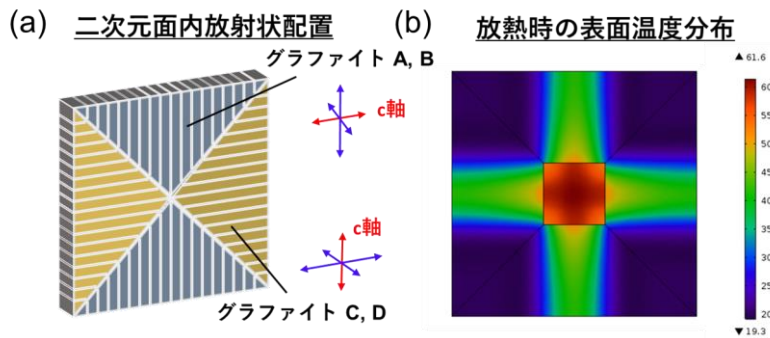 (a) 二次元面内放射状配置
グラファイト A, B
c軸
c軸
グラファイト C, D
(b) 放熱時の表面温度分布
▲ 61.6
60
55
50
45
40
35
30
25
20
▼ 19.3